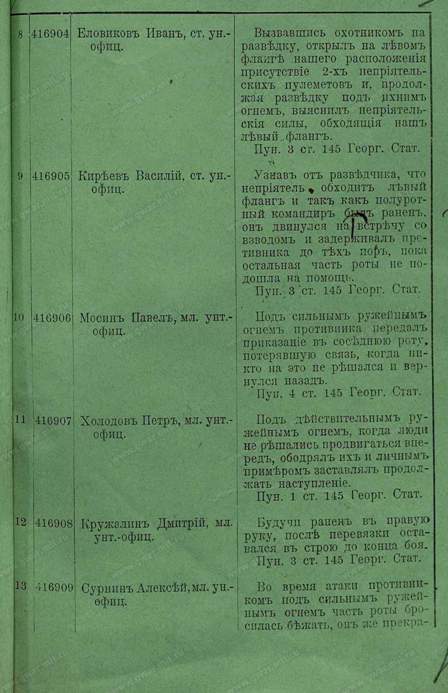 8 416904 Еловиковъ Иванъ, ст. ун.-офиц.
Вызвавшись охотникомъ на
развѣдку, открылъ на лѣвомъ
флангѣ нашего расположенія
присутствіе 2-хъ непріятель-
скихъ пулеметовъ и, продол-
жая развѣдку подъ ихнимъ
огнемъ, выяснилъ непріятель-
скія силы, обходящія нашъ
лѣвый флангъ.
Пун. 3 ст. 145 Георг. Стат.
9 416905 Кирѣевъ Василій, ст. ун.-
офиц.
Узнавъ отъ развѣдчика, что
непріятель обходитъ лѣвый
флангъ и такъ какъ полурот-
ный командиръ былъ раненъ,
онъ двинулся на встрѣчу со
взводомъ и задерживалъ про-
тивника до тѣхъ поръ, пока
остальная часть роты не по-
дошла на помощь.
Пун. 3 ст. 145 Георг. Стат.
10 416906 Мосинъ Павелъ, мл. унт.-
офиц.
Подъ сильнымъ ружейнымъ
огнемъ противника передалъ
приказаніе въ сосѣднюю роту,
потерявшую связь, когда ни-
кто на это не рѣшался и вер-
нулся назадъ.
Пун. 4 ст. 145 Георг. Стат.
11 416907 Холодовъ Петръ, мл. унт.-
офиц.
Подъ дѣйствительнымъ ру-
жейнымъ огнемъ, когда люди
не рѣшались продвигаться впе-
редъ, ободрялъ ихъ и личнымъ
примѣромъ заставлялъ продол-
жать наступленіе.
Пун. 1 ст. 145 Георг. Стат.
12 416908 Кружалинъ Дмитрій, мл.
унт.-офиц.
Будучи раненъ въ правую
руку, послѣ перевязки оста-
вался въ строю до конца боя.
Пун. 3 ст. 145 Георг. Стат.
13 416909 Сурнинъ Алексѣй, мл. ун.-
офиц.
Во время атаки противни-
комъ подъ сильнымъ ружей-
нымъ огнемъ часть роты бро-
силась бѣжать, онъ же прекра-